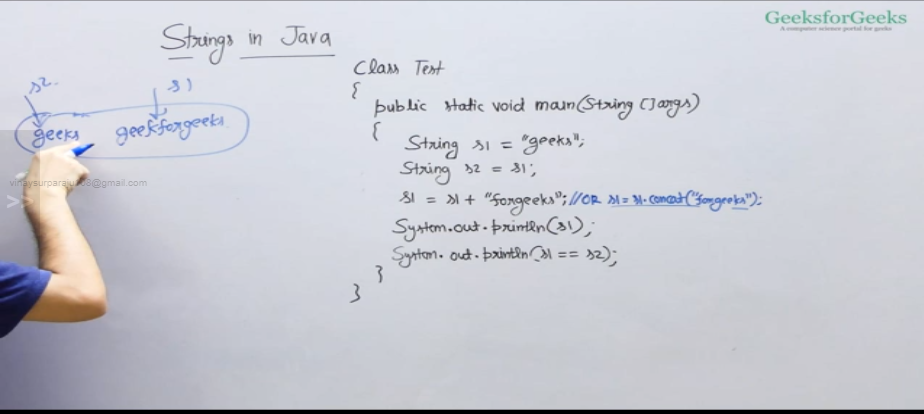 GeeksforGeeks
A computer science portal for geeks
Strings in Java
s2
s1
geeks
geeksforgeeks
Class Test
{
public static void main(String []args)
{
String s1 = "geeks";
String s2 = s1;
s1 = s1 + "forgeeks"; //OR s1 = s1.concat("forgeeks");
System.out.println(s1);
System.out.println(s1 == s2);
}
}